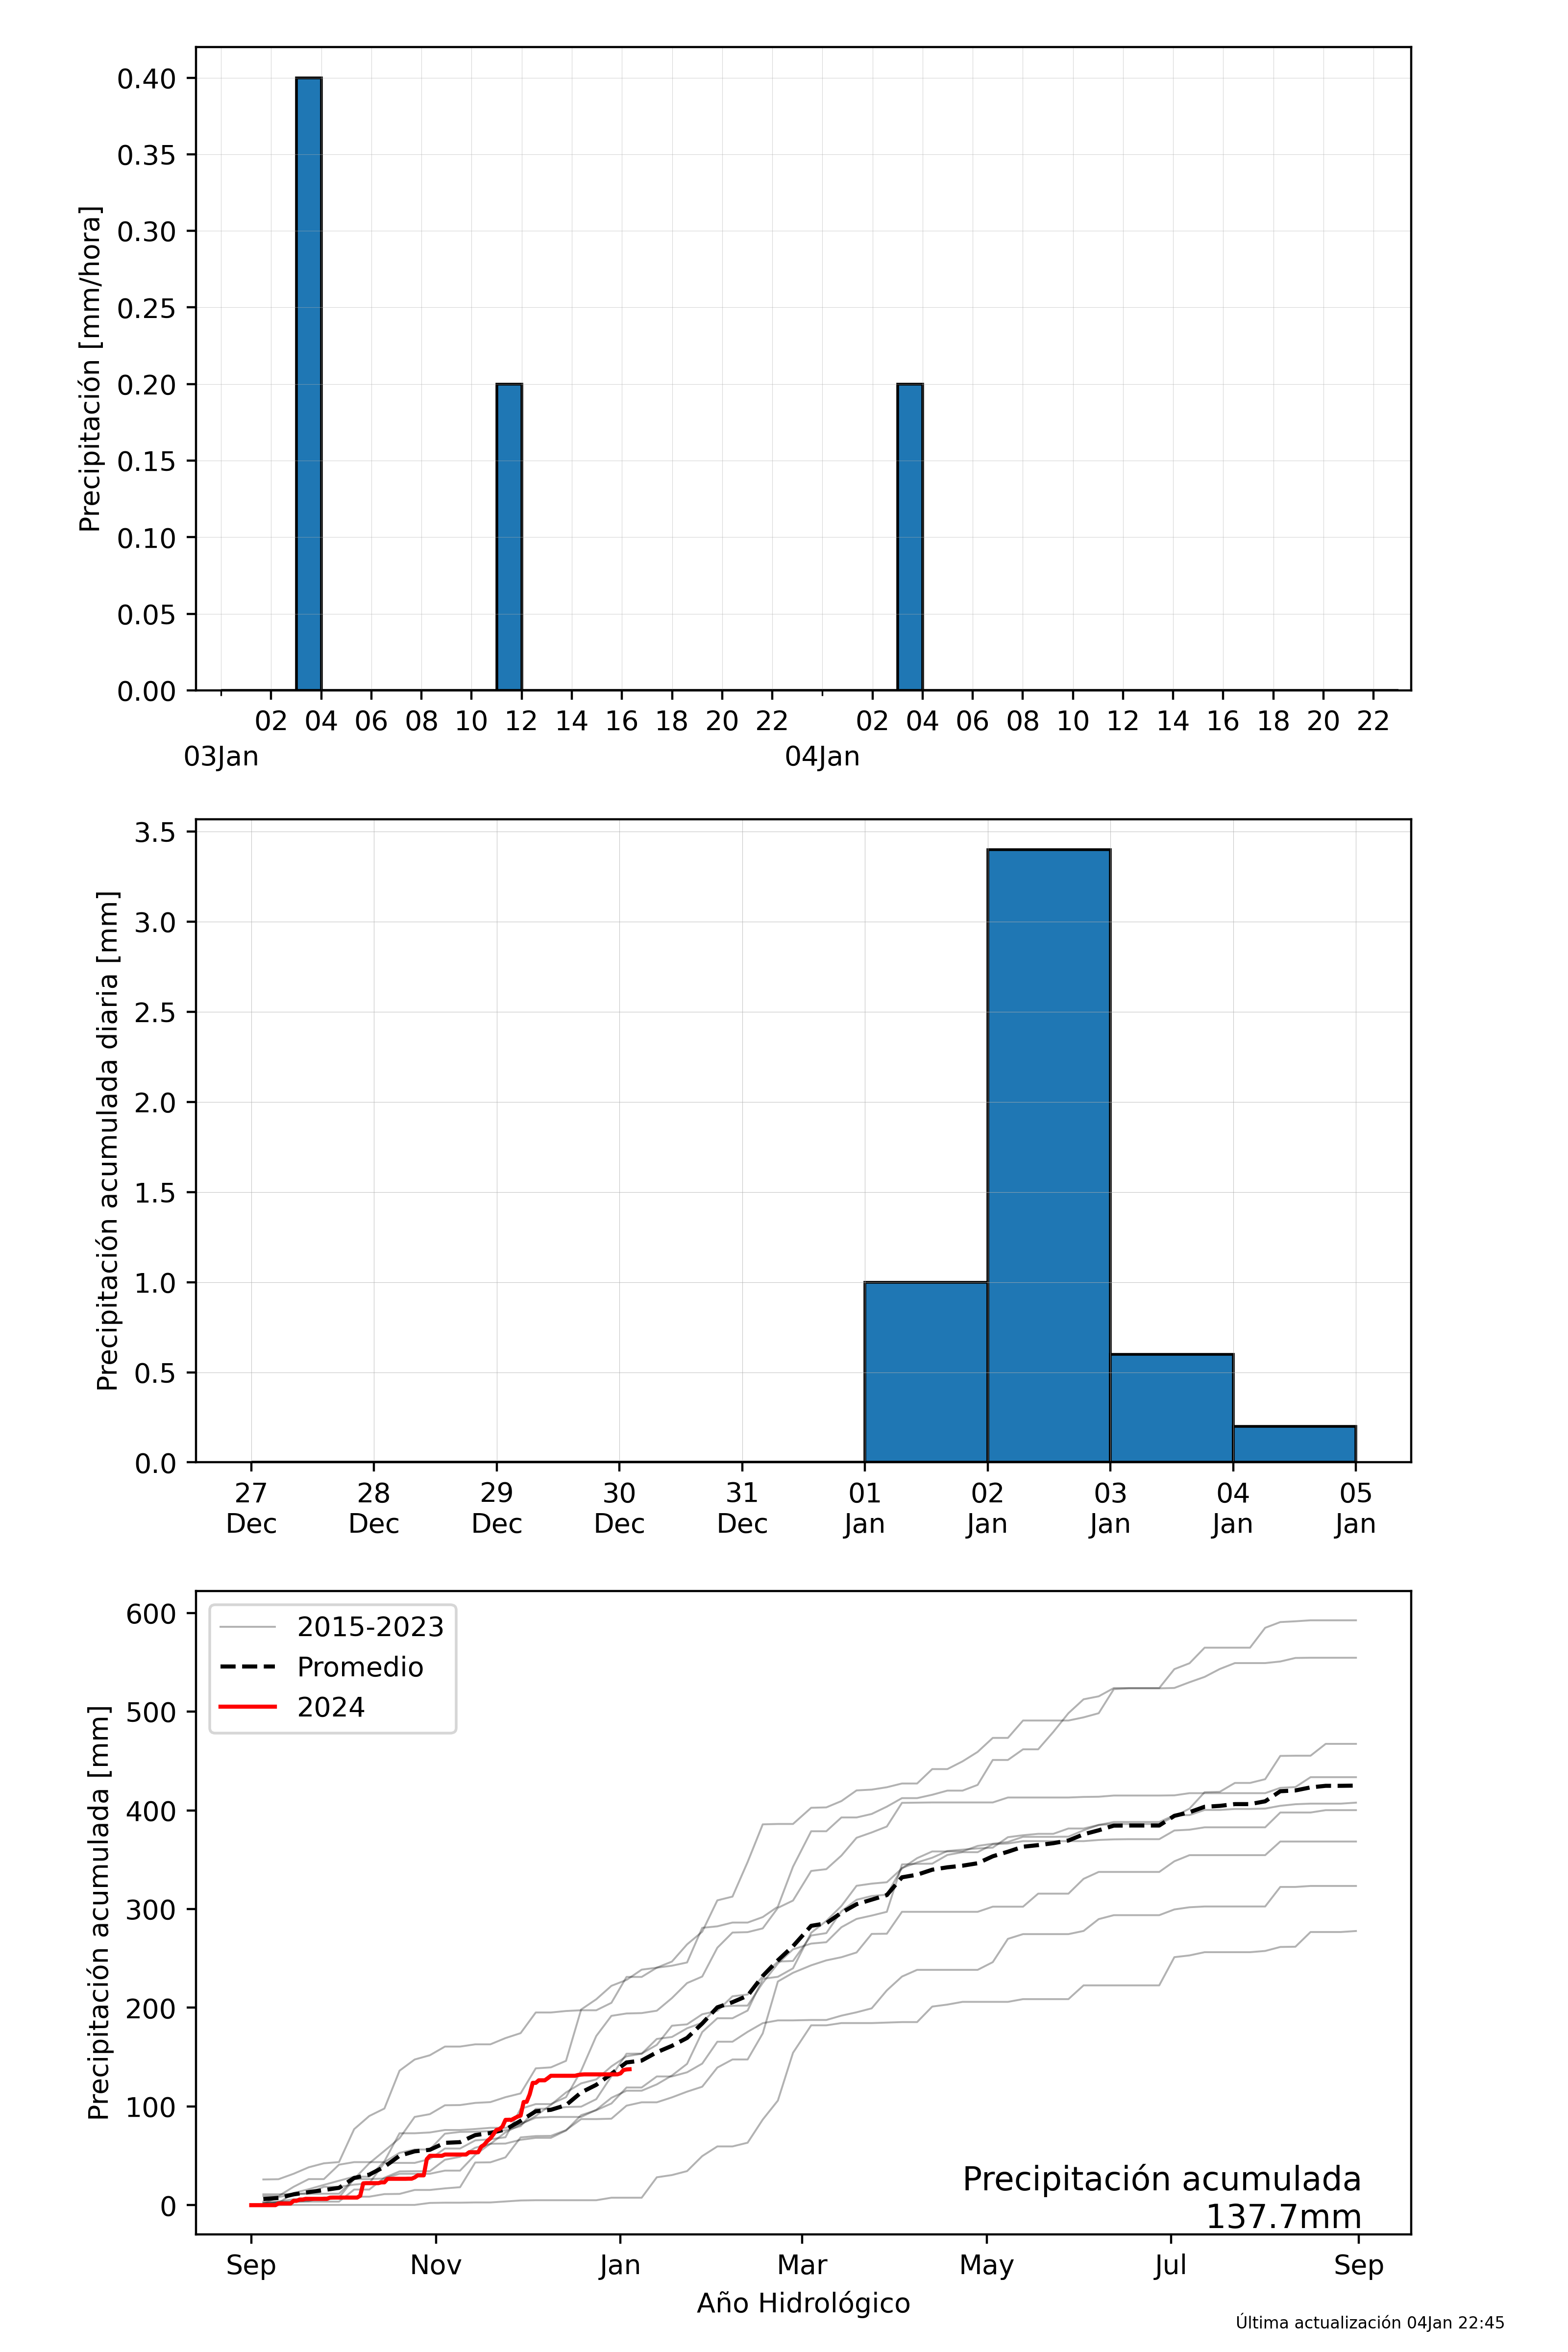 Precipitación [mm/hora]
0.40
0.35
0.30
0.25
0.20
0.15
0.10
0.05
0.00
02 04 06 08 10 12 14 16 18 20 22 02 04 06 08 10 12 14 16 18 20 22
03Jan 04Jan
Precipitación acumulada diaria [mm]
3.5
3.0
2.5
2.0
1.5
1.0
0.5
0.0
27 28 29 30 31 01 02 03 04 05
Dec Dec Dec Dec Dec Jan Jan Jan Jan Jan
Precipitación acumulada [mm]
600
500
400
300
200
100
0
2015-2023
Promedio
2024
Precipitación acumulada
137.7mm
Sep Nov Jan Mar May Jul Sep
Año Hidrológico
Última actualización 04Jan 22:45